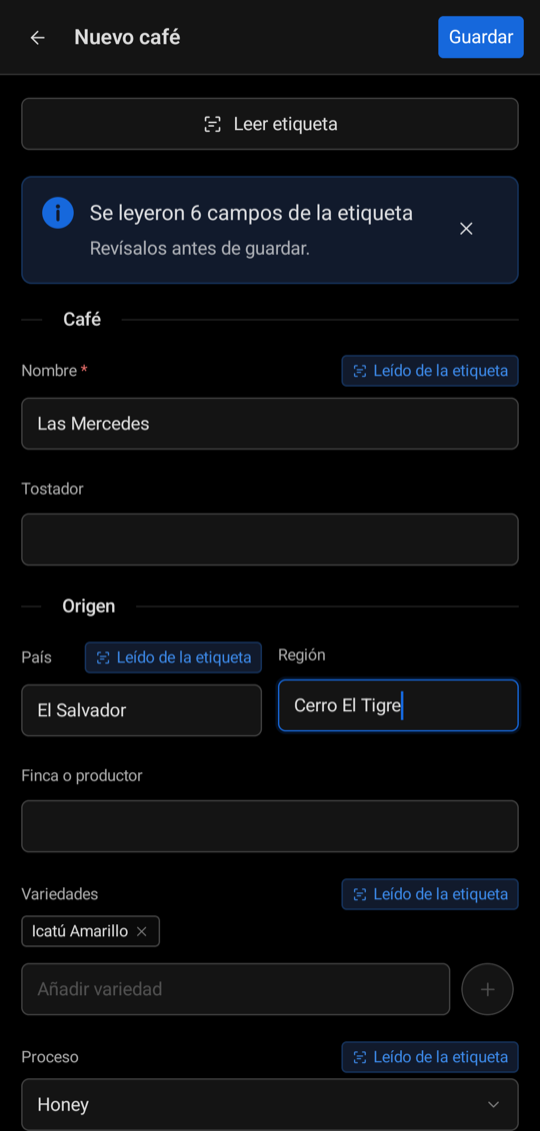 Nuevo café
Guardar
Leer etiqueta
Se leyeron 6 campos de la etiqueta
Revísalos antes de guardar.
Café
Nombre *
Leído de la etiqueta
Las Mercedes
Tostador
Origen
País
Leído de la etiqueta
Región
El Salvador
Cerro El Tigre
Finca o productor
Variedades
Leído de la etiqueta
Icatú Amarillo
Añadir variedad
Proceso
Leído de la etiqueta
Honey